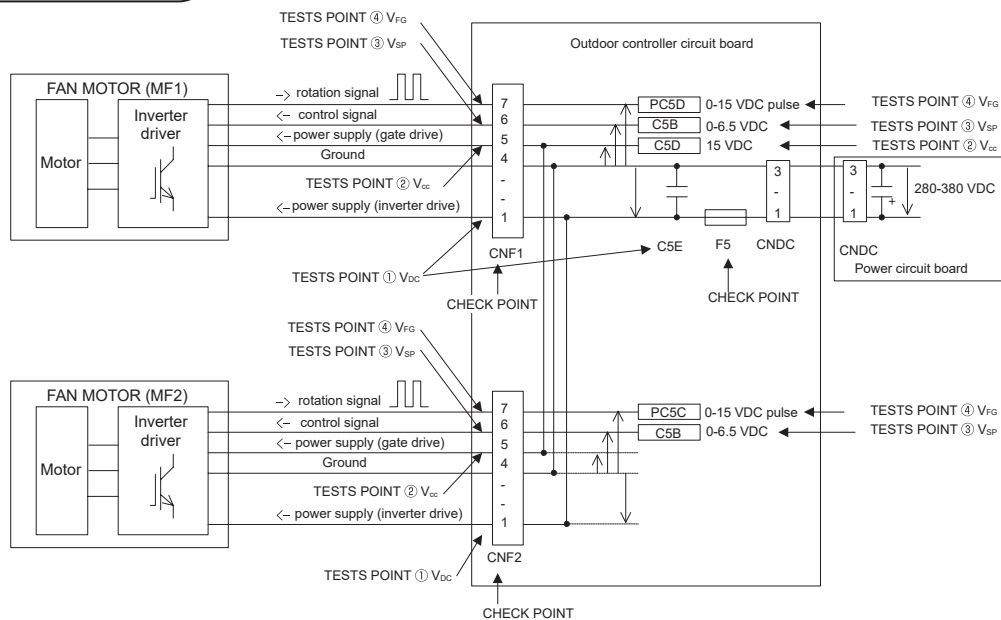 TESTS POINT ④ VFG
TESTS POINT ③ VSP
Outdoor controller circuit board
FAN MOTOR (MF1)
Motor
Inverter
driver
–> rotation signal
<– control signal
<– power supply (gate drive)
Ground
TESTS POINT ② Vcc
<– power supply (inverter drive)
7
6
5
4
-
-
1
CNF1
PC5D 0-15 VDC pulse
TESTS POINT ④ VFG
C5B 0-6.5 VDC
TESTS POINT ③ VSP
C5D 15 VDC
TESTS POINT ② Vcc
3
-
1
3
-
1
280-380 VDC
+
C5E
F5
CNDC
CNDC
Power circuit board
TESTS POINT ① VDC
CHECK POINT
CHECK POINT
TESTS POINT ④ VFG
TESTS POINT ③ VSP
FAN MOTOR (MF2)
Motor
Inverter
driver
–> rotation signal
<– control signal
<– power supply (gate drive)
Ground
TESTS POINT ② Vcc
<– power supply (inverter drive)
7
6
5
4
-
-
1
CNF2
PC5C 0-15 VDC pulse
TESTS POINT ④ VFG
C5B 0-6.5 VDC
TESTS POINT ③ VSP
TESTS POINT ① VDC
CHECK POINT